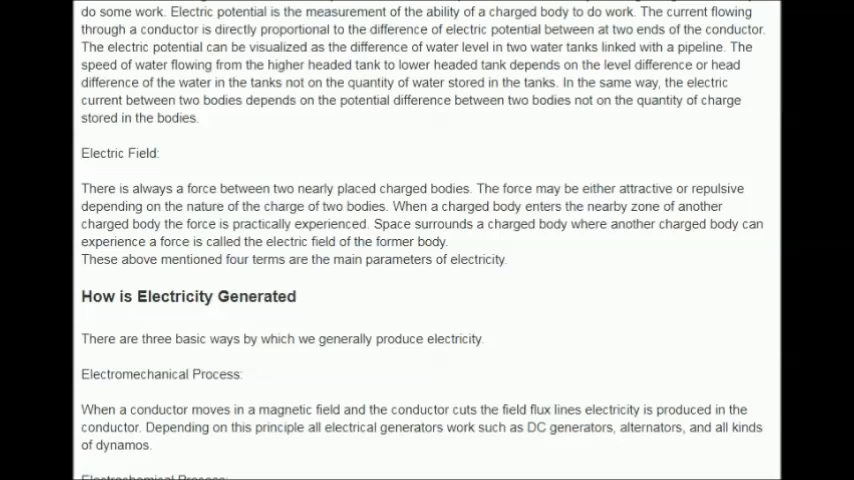 do some work. Electric potential is the measurement of the ability of a charged body to do work. The current flowing
through a conductor is directly proportional to the difference of electric potential between at two ends of the conductor.
The electric potential can be visualized as the difference of water level in two water tanks linked with a pipeline. The
speed of water flowing from the higher headed tank to lower headed tank depends on the level difference or head
difference of the water in the tanks not on the quantity of water stored in the tanks. In the same way, the electric
current between two bodies depends on the potential difference between two bodies not on the quantity of charge
stored in the bodies.
Electric Field:
There is always a force between two nearly placed charged bodies. The force may be either attractive or repulsive
depending on the nature of the charge of two bodies. When a charged body enters the nearby zone of another
charged body the force is practically experienced. Space surrounds a charged body where another charged body can
experience a force is called the electric field of the former body.
These above mentioned four terms are the main parameters of electricity.
How is Electricity Generated
There are three basic ways by which we generally produce electricity.
Electromechanical Process:
When a conductor moves in a magnetic field and the conductor cuts the field flux lines electricity is produced in the
conductor. Depending on this principle all electrical generators work such as DC generators, alternators, and all kinds
of dynamos.
Electrochemical Process: